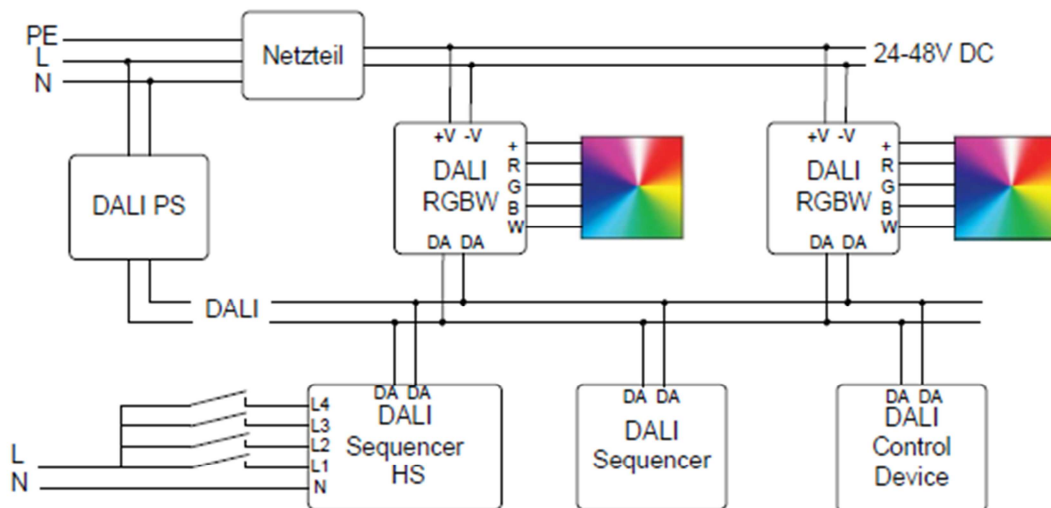 PE
L
N
Netzteil
24-48V DC
DALI PS
+V -V
DALI
RGBW
DA DA
+
R
G
B
W
+V -V
DALI
RGBW
DA DA
+
R
G
B
W
DALI
L
N
L4
L3
L2
L1
N
DA DA
DALI
Sequencer
HS
DA DA
DALI
Sequencer
DA DA
DALI
Control
Device